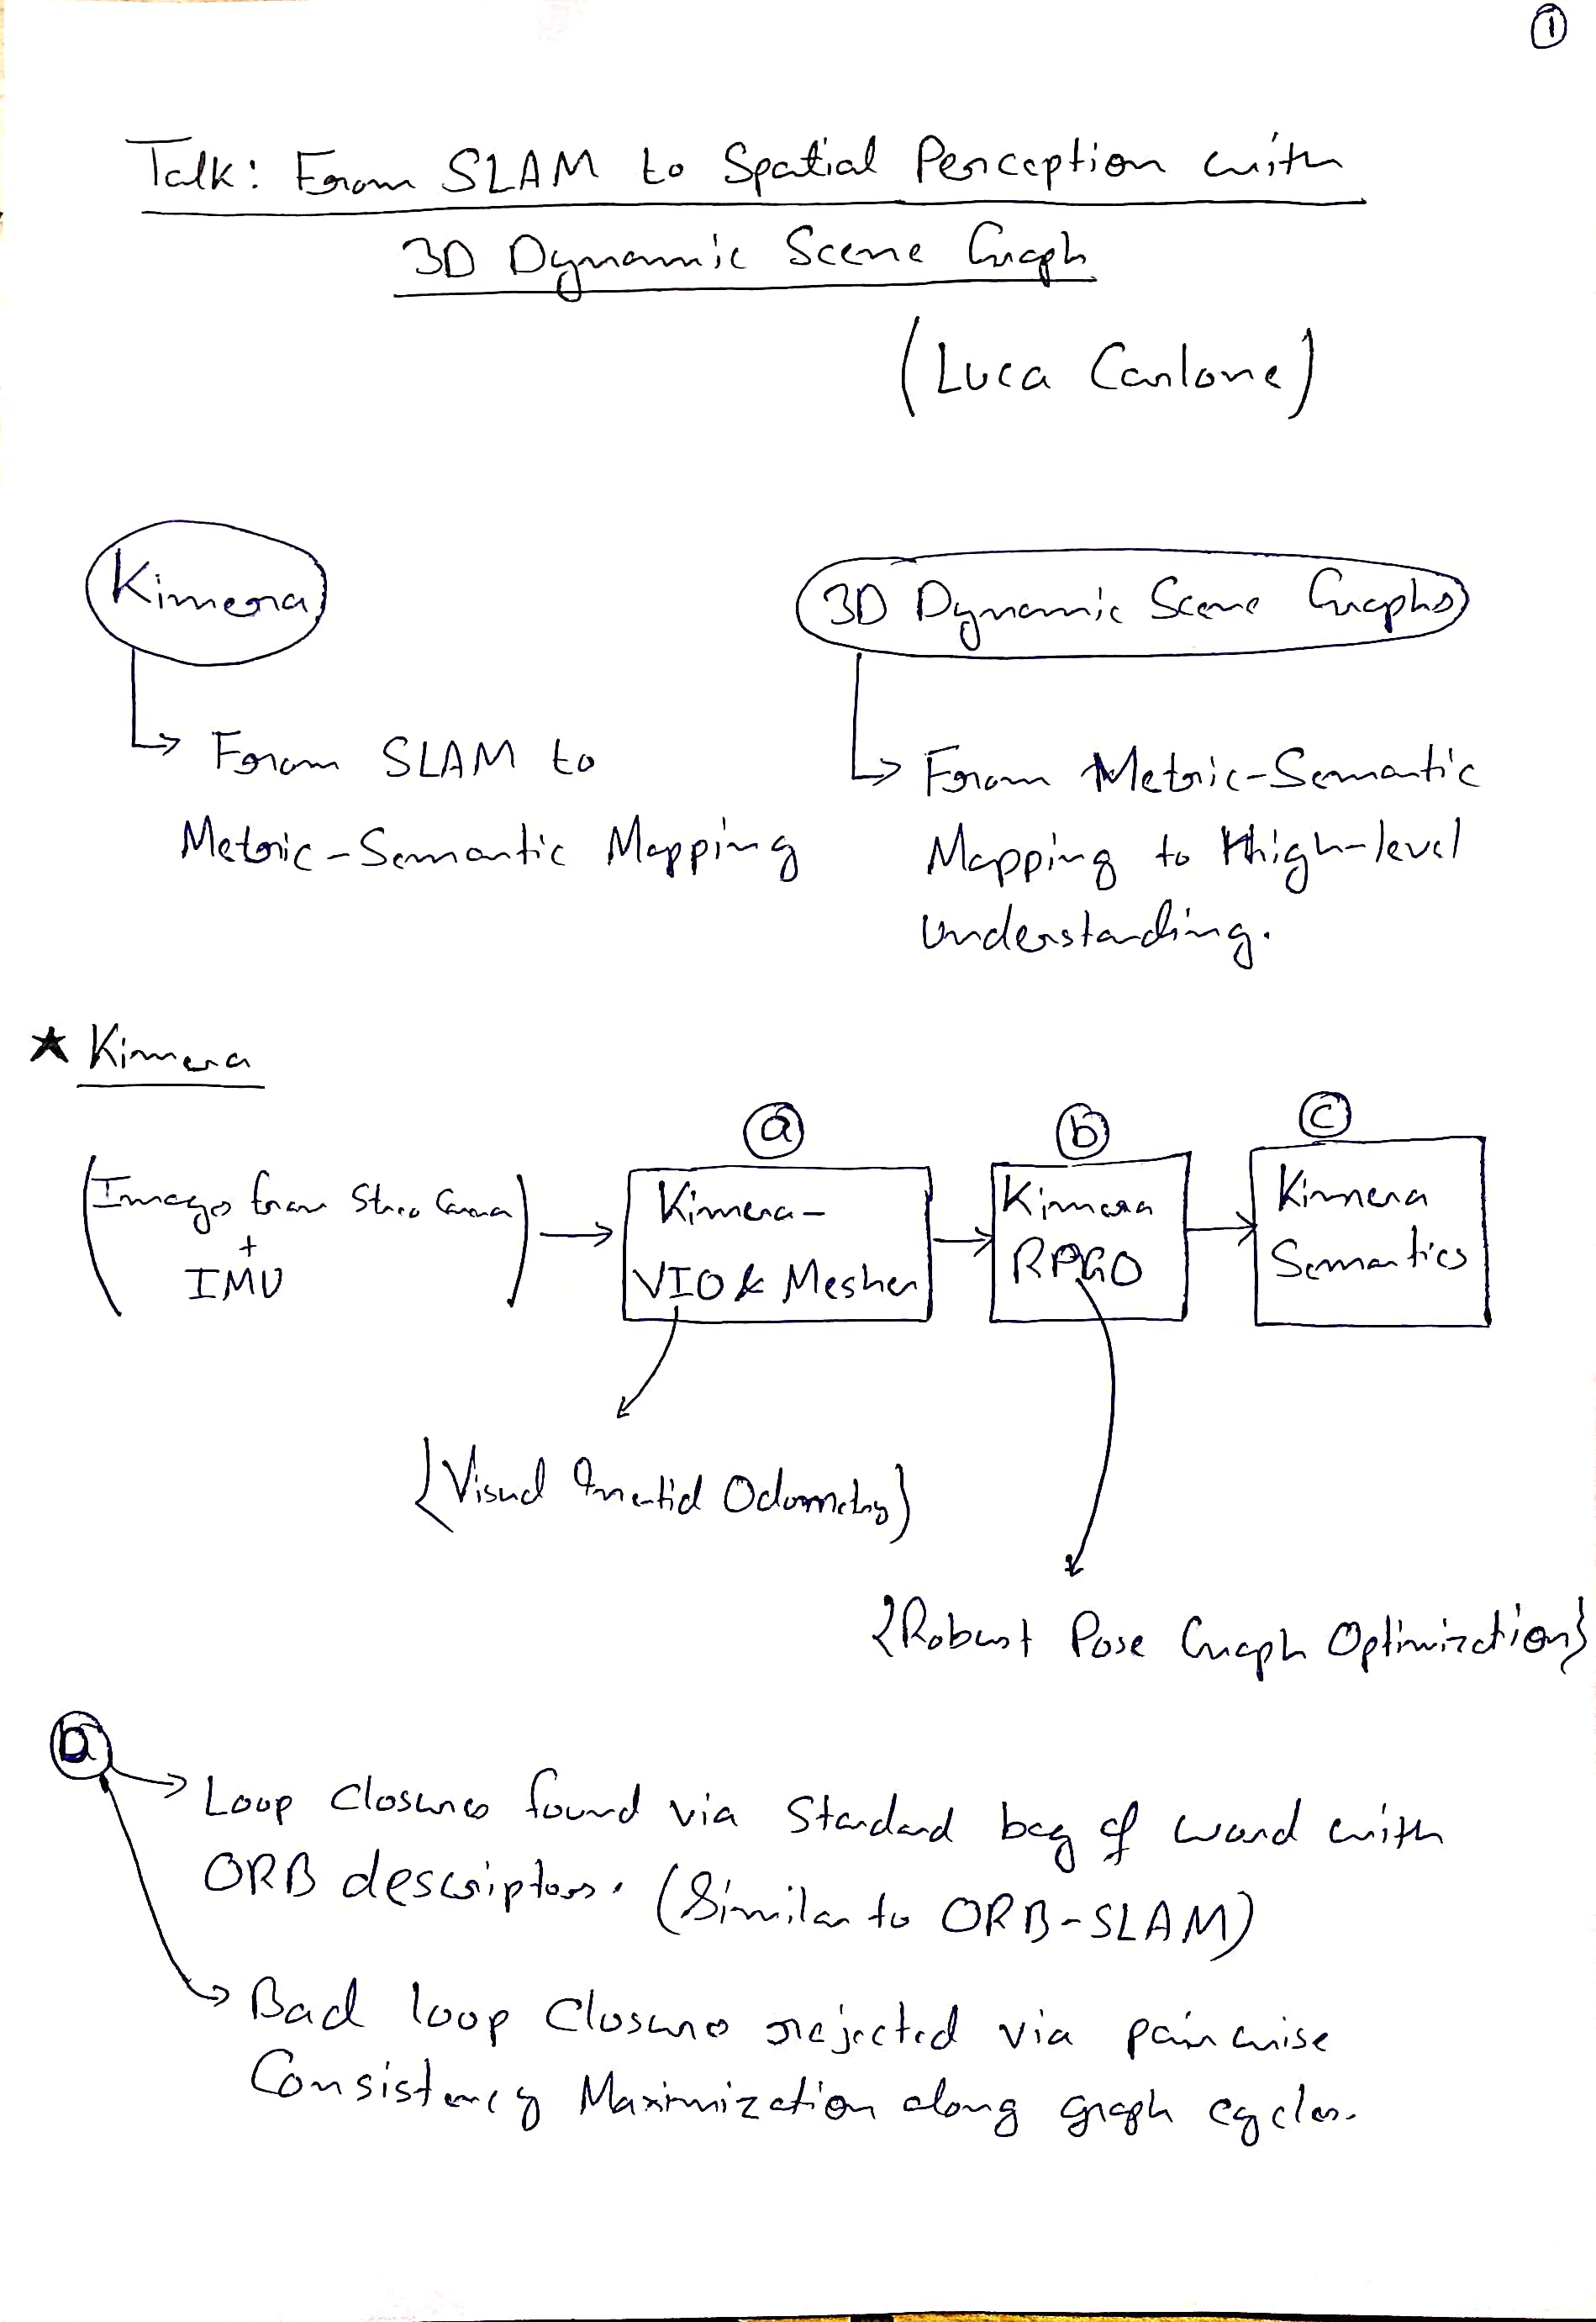 1
Talk: From SLAM to Spatial Perception with
3D Dynamic Scene Graph
(Luca Carlone)
Kimera
3D Dynamic Scene Graphs
From SLAM to
Metric-Semantic Mapping
From Metric-Semantic
Mapping to High-level
Understanding.
★ Kimera
a
b
c
(Images from Stereo Camera
+
IMU)
Kimera-
VIO & Mesher
Kimera
RPGO
Kimera
Semantics
{Visual Inertial Odometry}
{Robust Pose Graph Optimization}
b
Loop closures found via Standard bag of word with
ORB descriptors. (Similar to ORB-SLAM)
Bad loop closures rejected via pairwise
Consistency Maximization along graph cycles.